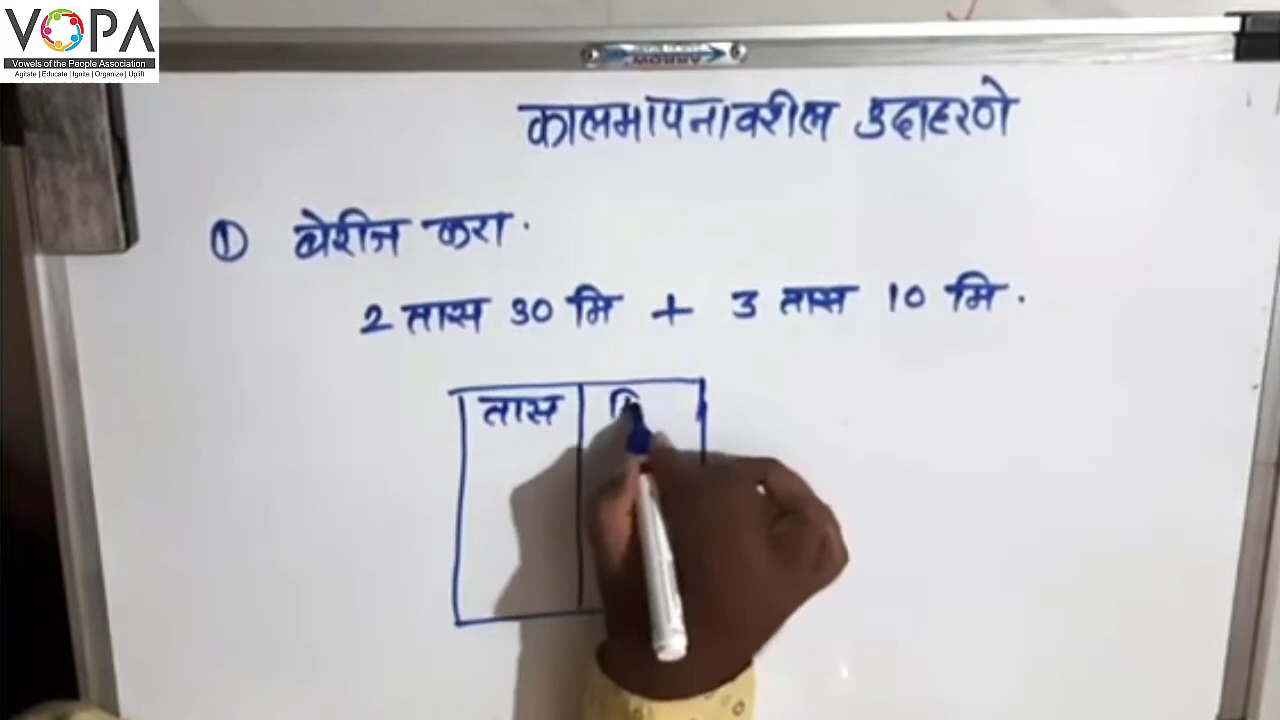 VOPA
Vowels of the People Association
Agitate | Educate | Ignite | Organize | Uplift
ARROW
कालमापनावरील उदाहरणे
① बेरीज करा.
2 तास 30 मि + 3 तास 10 मि.
तास